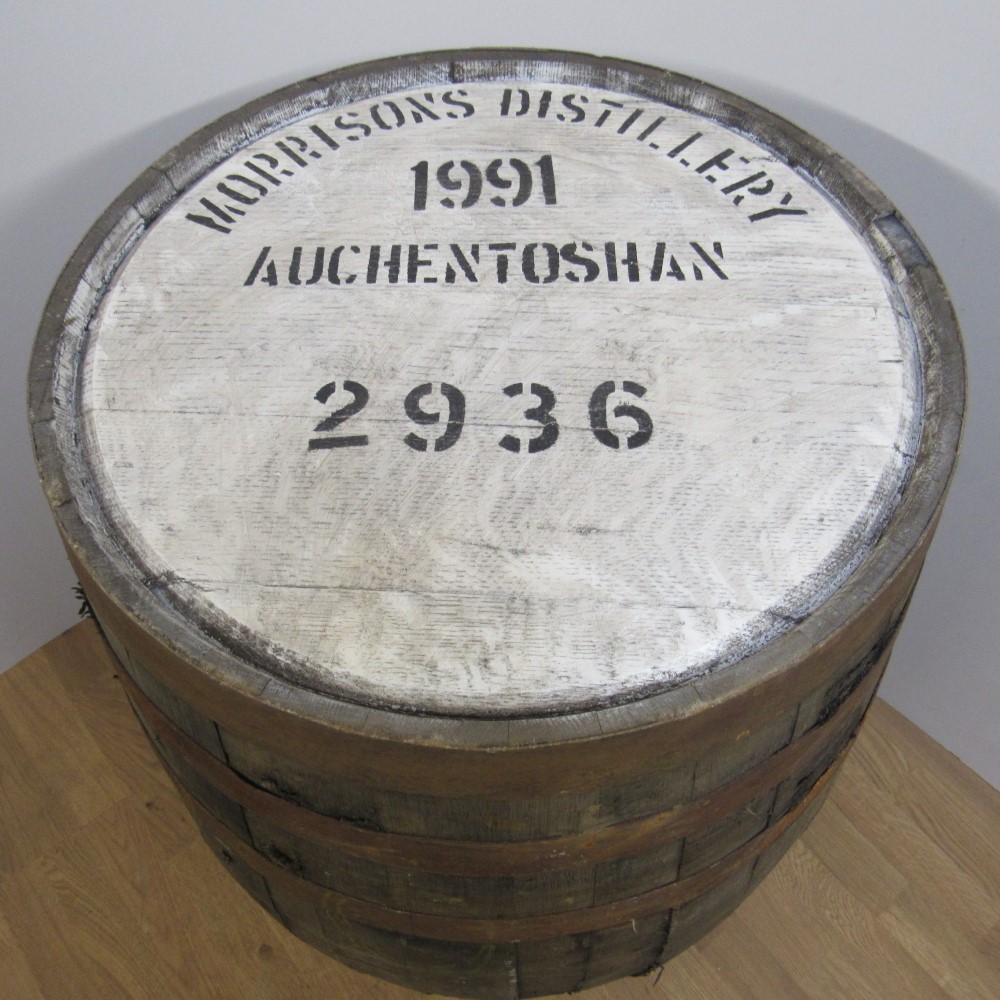 MORRISONS DISTILLERY
1991
AUCHENTOSHAN
2936